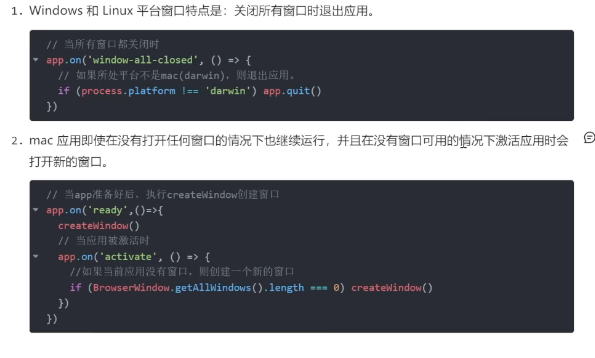 1. Windows 和 Linux 平台窗口特点是：关闭所有窗口时退出应用。
// 当所有窗口都关闭时
app.on('window-all-closed', () => {
// 如果所处平台不是mac(darwin)，则退出应用。
if (process.platform !== 'darwin') app.quit()
})
2. mac 应用即使在没有打开任何窗口的情况下也继续运行，并且在没有窗口可用的情况下激活应用时会
打开新的窗口。
// 当app准备好后，执行createWindow创建窗口
app.on('ready',()=>{
createWindow()
// 当应用被激活时
app.on('activate', () => {
//如果当前应用没有窗口，则创建一个新的窗口
if (BrowserWindow.getAllWindows().length === 0) createWindow()
})
})